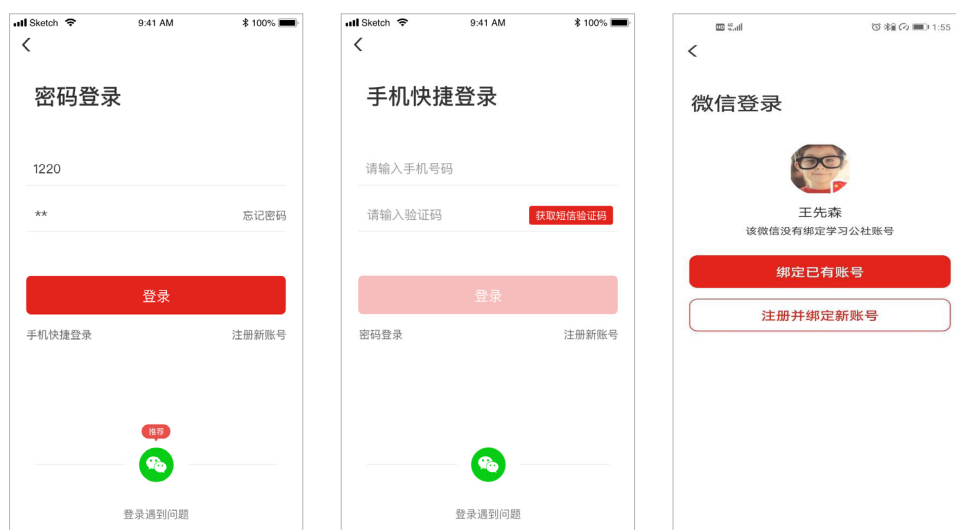 Sketch 9:41 AM 100%
密码登录
1220
** 忘记密码
登录
手机快捷登录 注册新账号
推荐
登录遇到问题
Sketch 9:41 AM 100%
手机快捷登录
请输入手机号码
请输入验证码 获取短信验证码
登录
密码登录 注册新账号
登录遇到问题
1:55
微信登录
王先森
该微信没有绑定学习公社账号
绑定已有账号
注册并绑定新账号